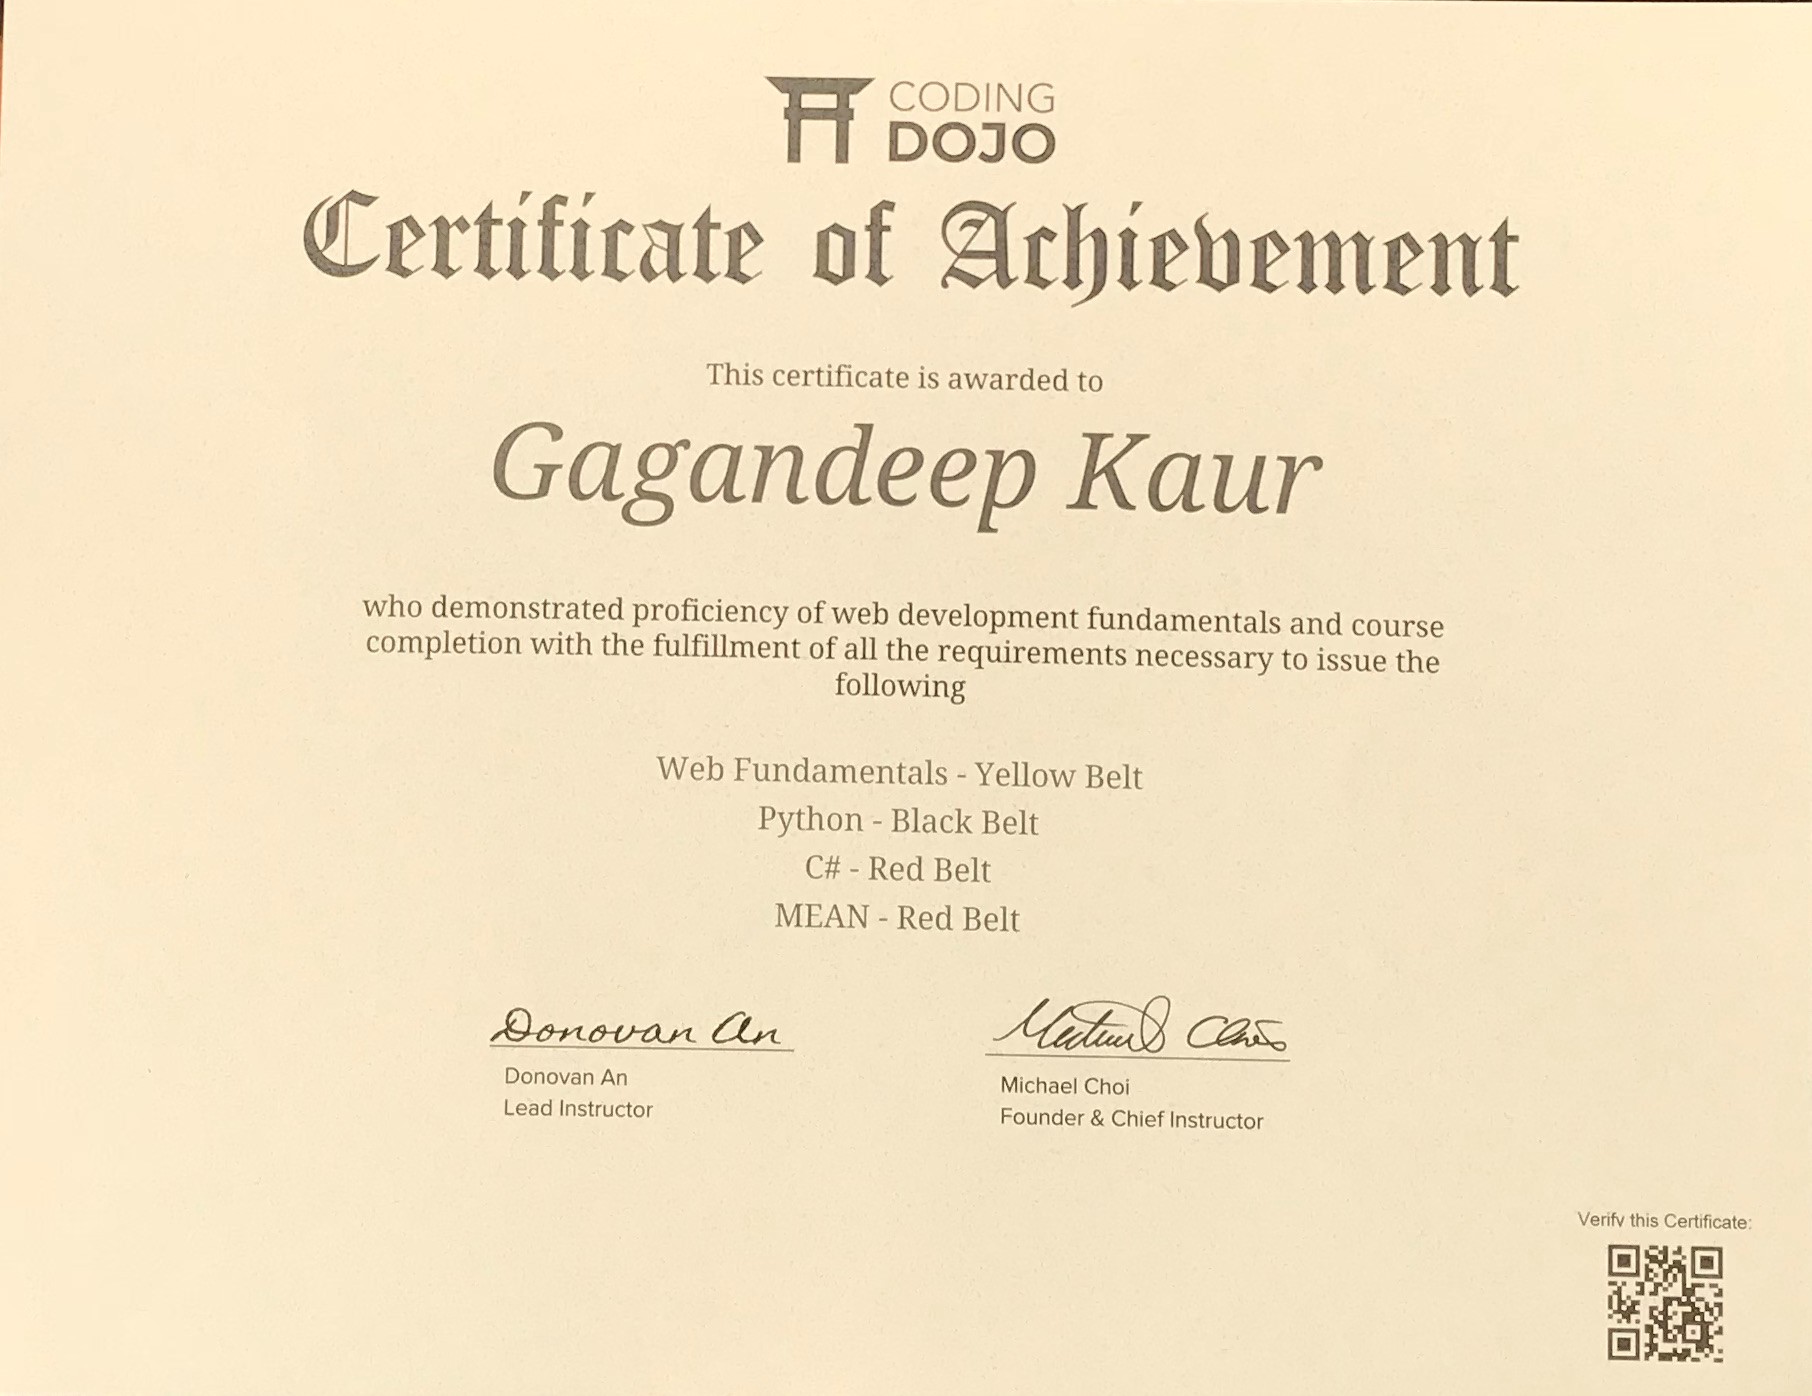 CODING
DOJO
Certificate of Achievement
This certificate is awarded to
Gagandeep Kaur
who demonstrated proficiency of web development fundamentals and course
completion with the fulfillment of all the requirements necessary to issue the
following
Web Fundamentals - Yellow Belt
Python - Black Belt
C# - Red Belt
MEAN - Red Belt
Donovan An
Donovan An
Lead Instructor
Michael Choi
Michael Choi
Founder & Chief Instructor
Verify this Certificate: